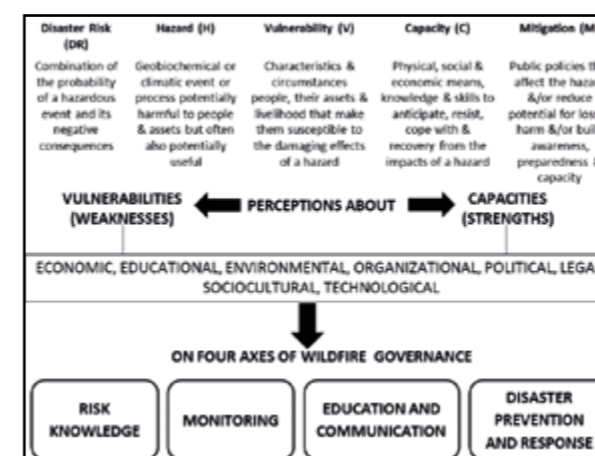 Disaster Risk
(DR)
Combination of
the probability
of a hazardous
event and its
negative
consequences
Hazard (H)
Geobiochemical or
climatic event or
process potentially
harmful to people
& assets but often
also potentially
useful
Vulnerability (V)
Characteristics &
circumstances
people, their assets &
livelihood that make
them susceptible to
the damaging effects
of a hazard
Capacity (C)
Physical, social &
economic means,
knowledge & skills to
anticipate, resist,
cope with &
recovery from the
impacts of a hazard
Mitigation (M
Public policies th
affect the haza
&/or reduce
potential for loss
harm &/or buil
awareness,
preparedness
capacity
VULNERABILITIES
(WEAKNESSES)
PERCEPTIONS ABOUT
CAPACITIES
(STRENGTHS)
ECONOMIC, EDUCATIONAL, ENVIRONMENTAL, ORGANIZATIONAL, POLITICAL, LEGA
SOCIOCULTURAL, TECHNOLOGICAL
ON FOUR AXES OF WILDFIRE GOVERNANCE
RISK
KNOWLEDGE
MONITORING
EDUCATION AND
COMMUNICATION
DISASTER
PREVENTION
AND RESPONSE